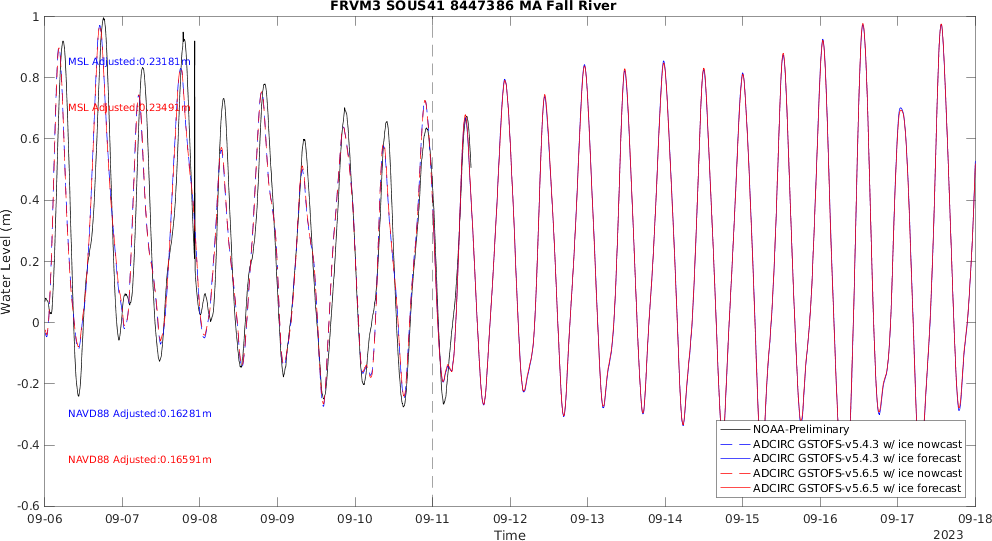 FRVM3 SOUS41 8447386 MA Fall River
1
0.8
0.6
0.4
0.2
0
-0.2
-0.4
-0.6
Water Level (m)
MSL Adjusted:0.23181m
MSL Adjusted:0.23491m
NAVD88 Adjusted:0.16281m
NAVD88 Adjusted:0.16591m
NOAA-Preliminary
ADCIRC GSTOFS-v5.4.3 w/ ice nowcast
ADCIRC GSTOFS-v5.4.3 w/ ice forecast
ADCIRC GSTOFS-v5.6.5 w/ ice nowcast
ADCIRC GSTOFS-v5.6.5 w/ ice forecast
09-06 09-07 09-08 09-09 09-10 09-11 09-12 09-13 09-14 09-15 09-16 09-17 09-18
Time
2023